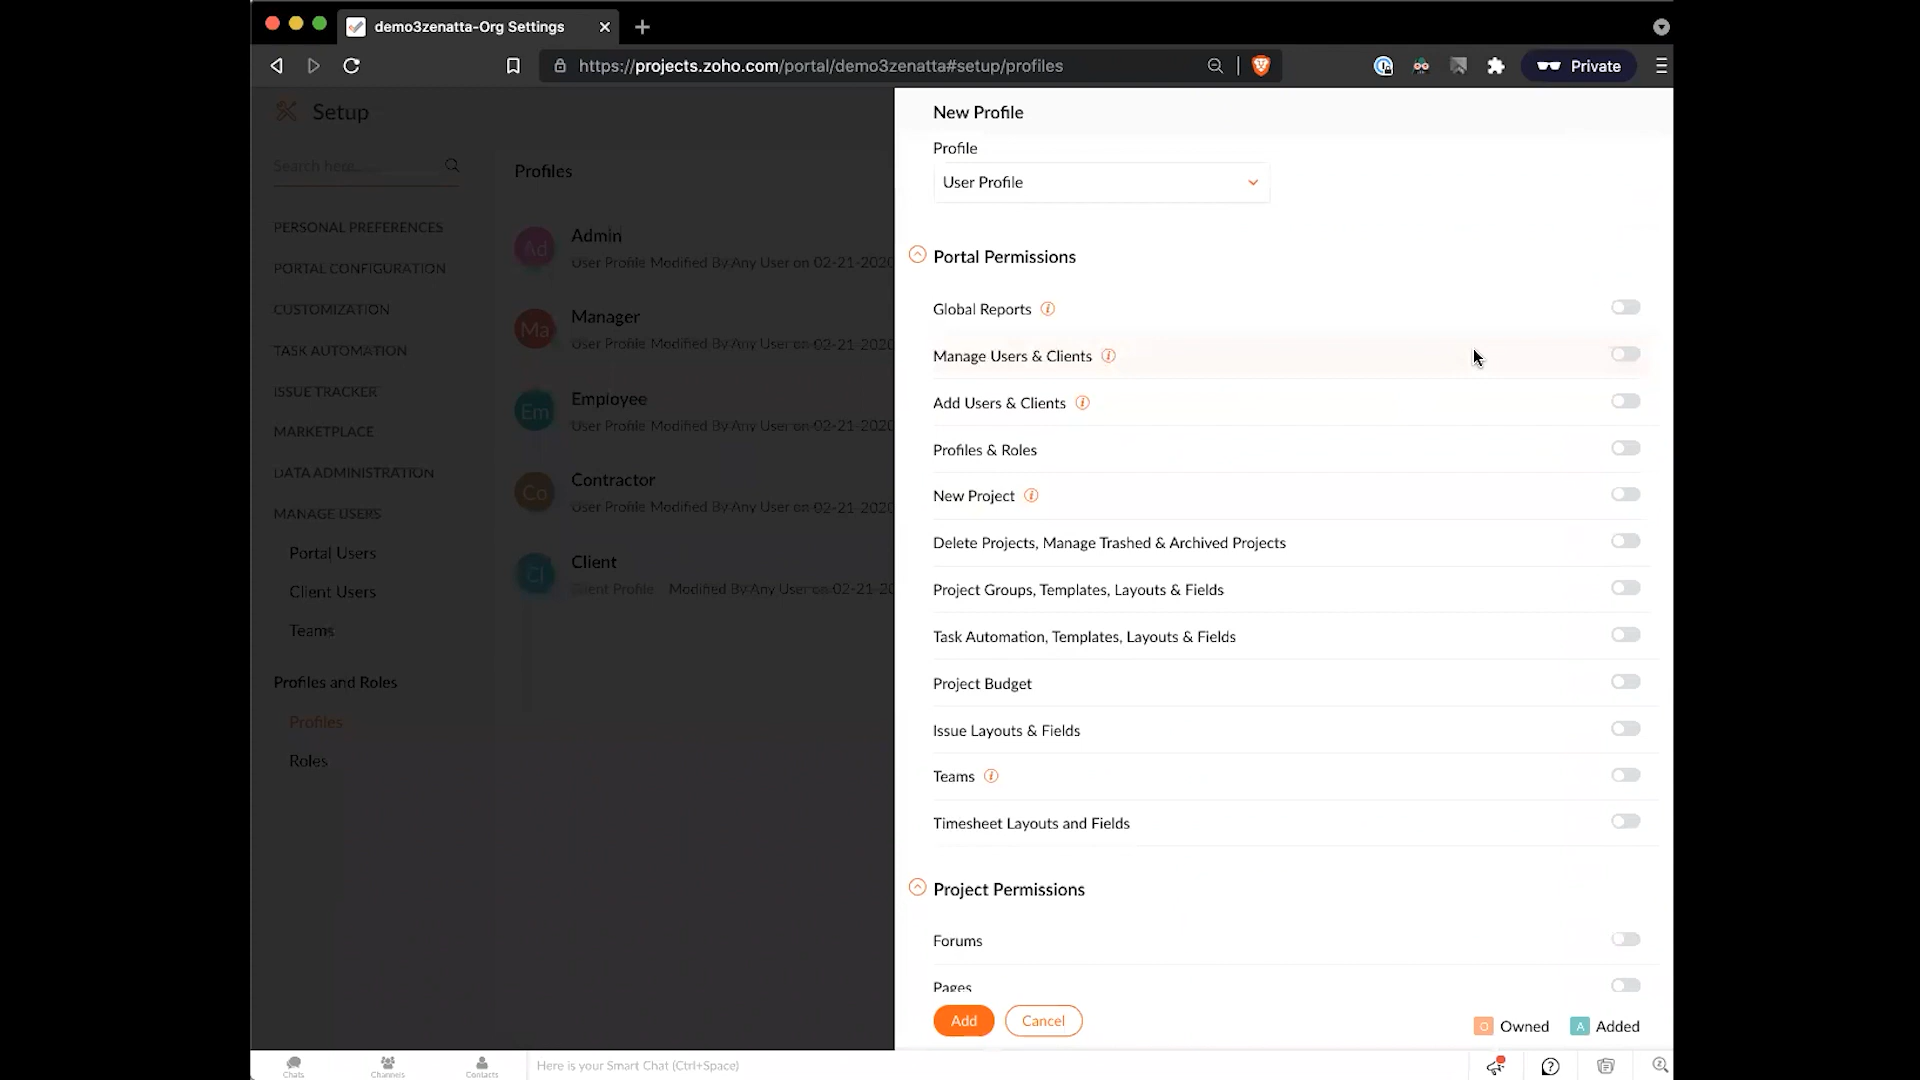 demo3zenatta-Org Settings
https://projects.zoho.com/portal/demo3zenatta#setup/profiles
Private
Setup
Search here.....
PERSONAL PREFERENCES
PORTAL CONFIGURATION
CUSTOMIZATION
TASK AUTOMATION
ISSUE TRACKER
MARKETPLACE
DATA ADMINISTRATION
MANAGE USERS
Portal Users
Client Users
Teams
Profiles and Roles
Profiles
Roles
Profiles
Ad
Admin
User Profile Modified By Any User on 02-21-2020
Ma
Manager
User Profile Modified By Any User on 02-21-2020
Em
Employee
User Profile Modified By Any User on 02-21-2020
Co
Contractor
User Profile Modified By Any User on 02-21-2020
Cl
Client
Client Profile Modified By Any User on 02-21-20
New Profile
Profile
User Profile
Portal Permissions
Global Reports
Manage Users & Clients
Add Users & Clients
Profiles & Roles
New Project
Delete Projects, Manage Trashed & Archived Projects
Project Groups, Templates, Layouts & Fields
Task Automation, Templates, Layouts & Fields
Project Budget
Issue Layouts & Fields
Teams
Timesheet Layouts and Fields
Project Permissions
Forums
Pages
Add Cancel
O Owned A Added
Chats Channels Contacts
Here is your Smart Chat (Ctrl+Space)